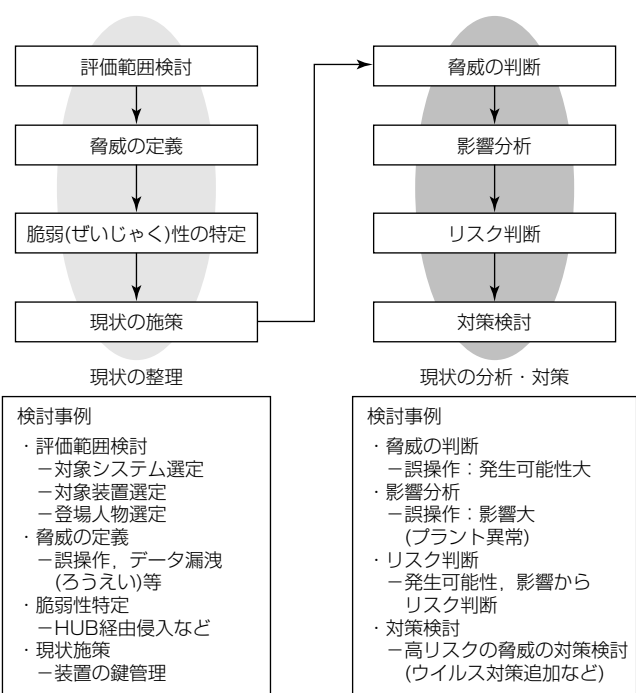 評価範囲検討
脅威の定義
脆弱(ぜいじゃく)性の特定
現状の施策
現状の整理
脅威の判断
影響分析
リスク判断
対策検討
現状の分析・対策
検討事例
・評価範囲検討
－対象システム選定
－対象装置選定
－登場人物選定
・脅威の定義
－誤操作，データ漏洩
(ろうえい)等
・脆弱性特定
－HUB経由侵入など
・現状施策
－装置の鍵管理
検討事例
・脅威の判断
－誤操作：発生可能性大
・影響分析
－誤操作：影響大
(プラント異常)
・リスク判断
－発生可能性，影響から
リスク判断
・対策検討
－高リスクの脅威の対策検討
(ウイルス対策追加など)